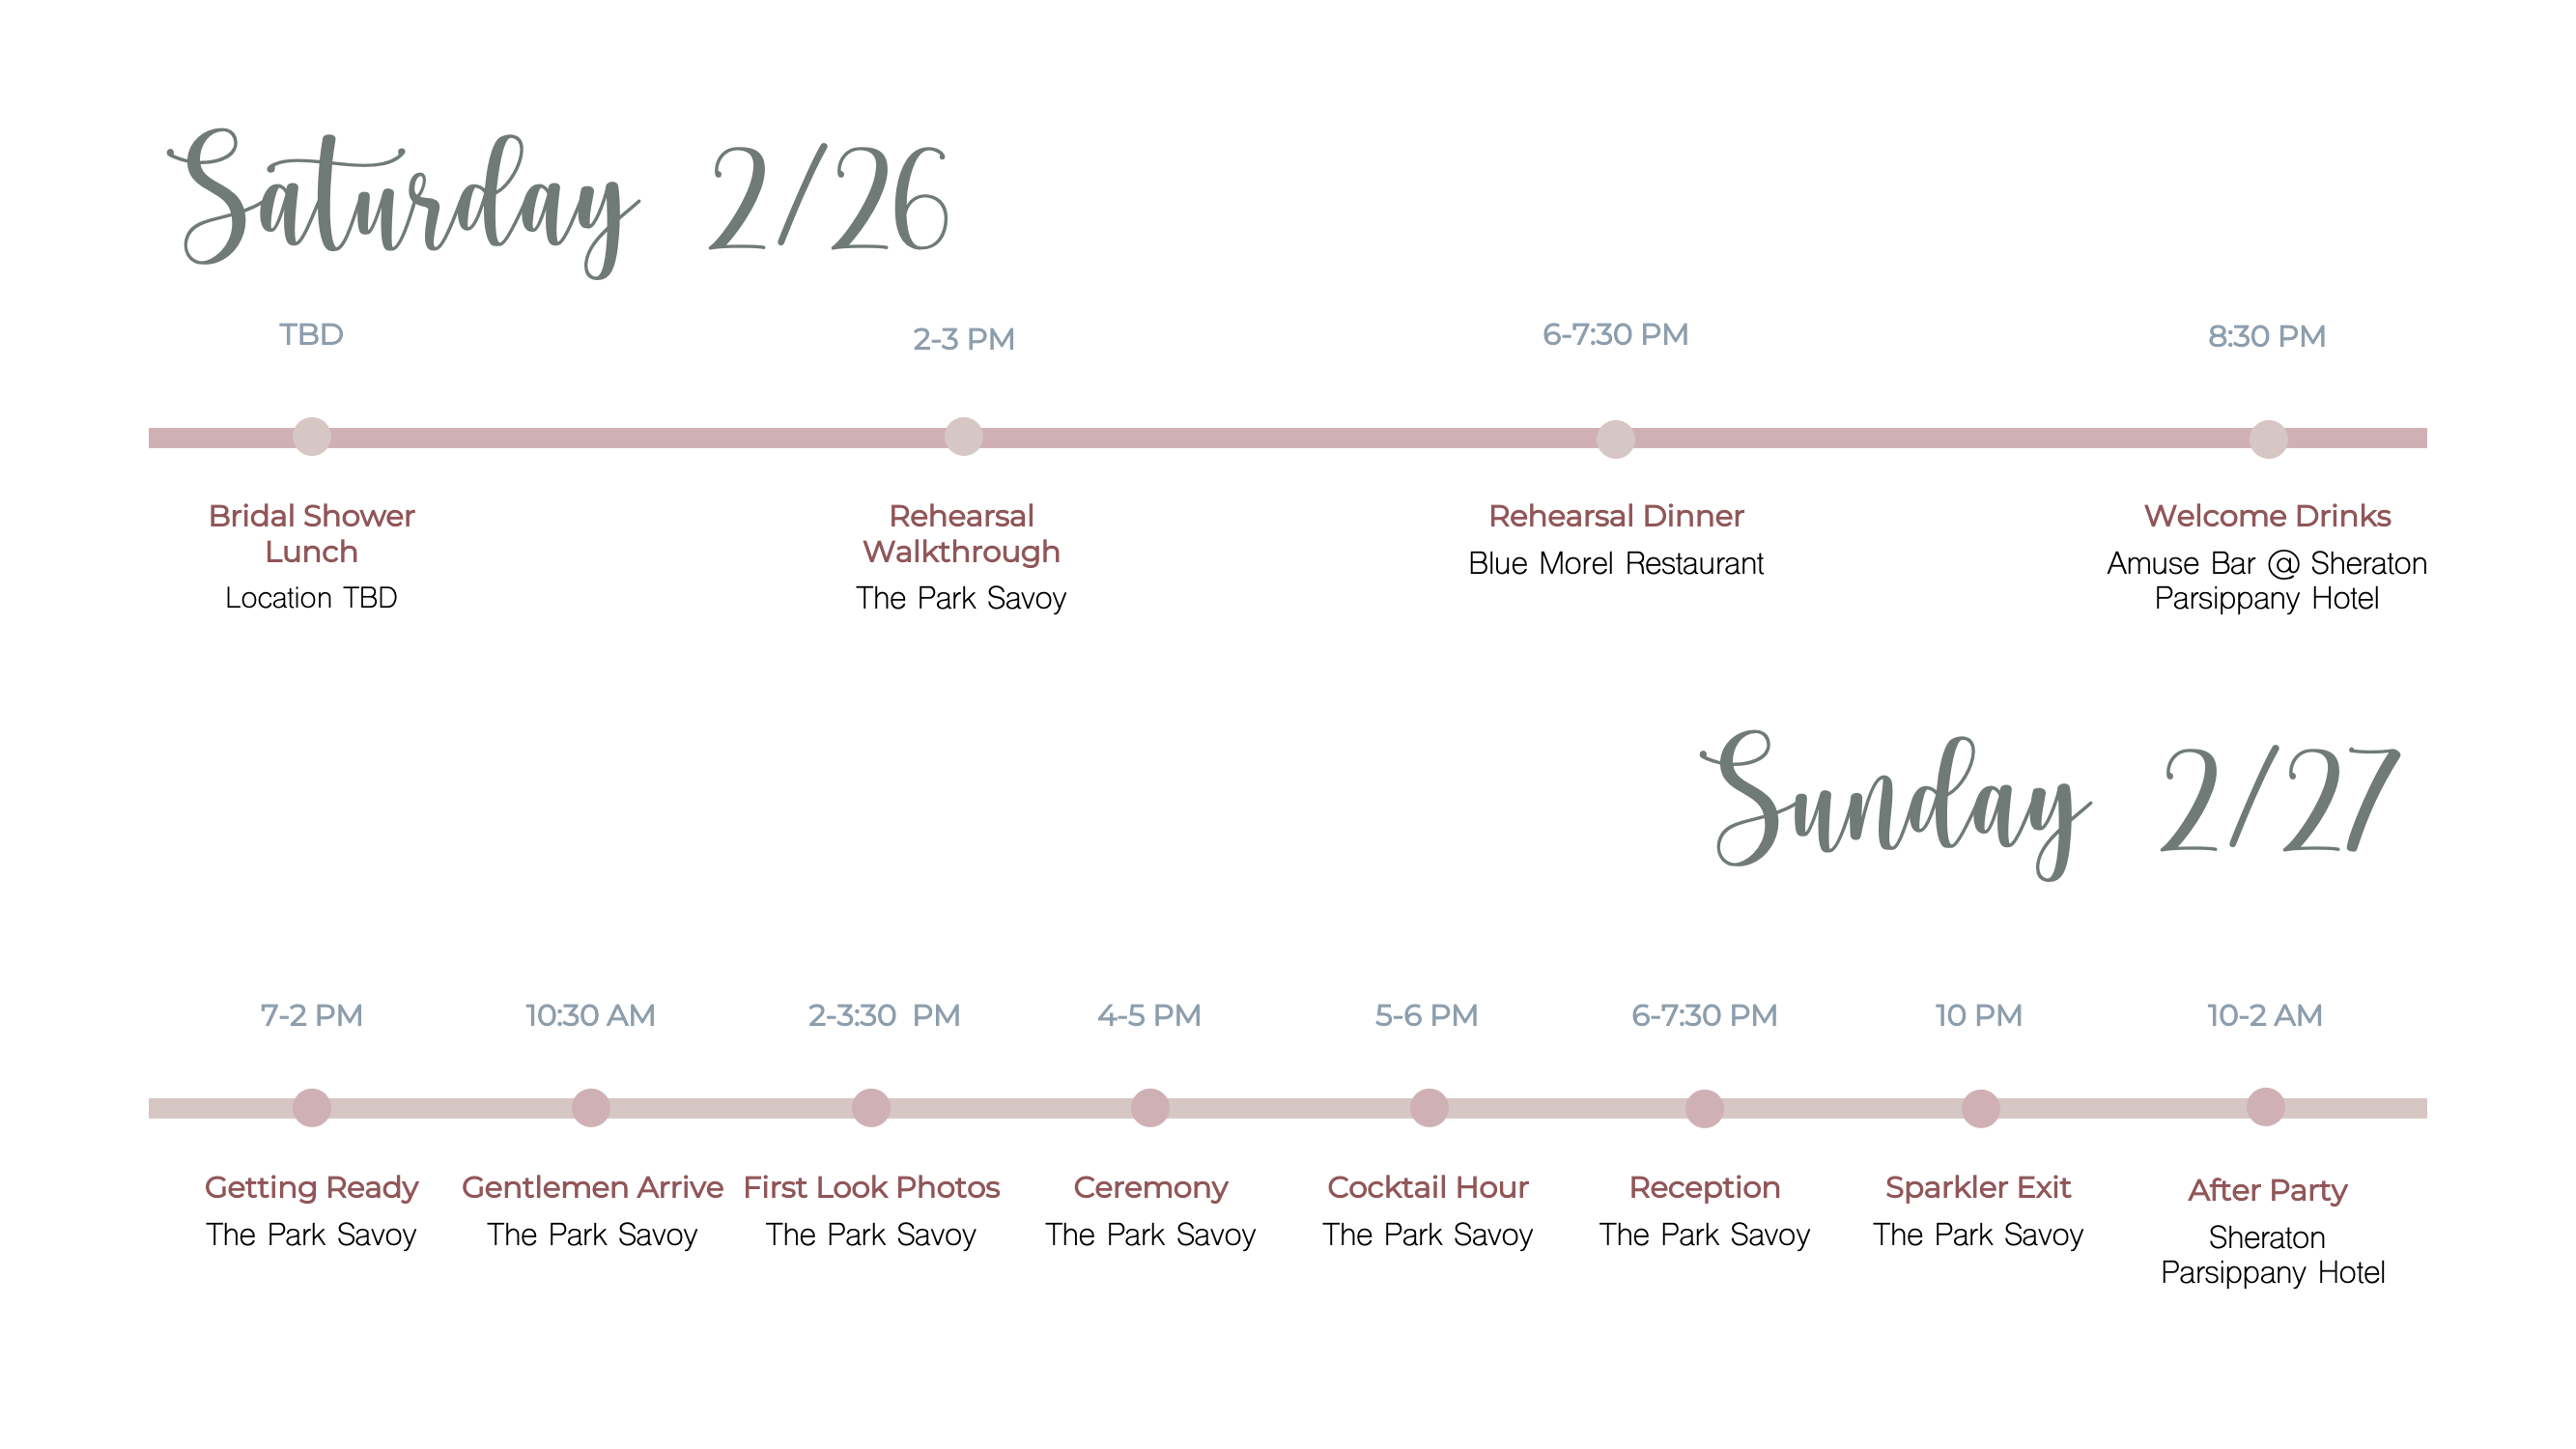 Saturday 2/26
TBD
2-3 PM
6-7:30 PM
8:30 PM
Bridal Shower
Lunch
Location TBD
Rehearsal
Walkthrough
The Park Savoy
Rehearsal Dinner
Blue Morel Restaurant
Welcome Drinks
Amuse Bar @ Sheraton
Parsippany Hotel
Sunday 2/27
7-2 PM
10:30 AM
2-3:30 PM
4-5 PM
5-6 PM
6-7:30 PM
10 PM
10-2 AM
Getting Ready
The Park Savoy
Gentlemen Arrive
The Park Savoy
First Look Photos
The Park Savoy
Ceremony
The Park Savoy
Cocktail Hour
The Park Savoy
Reception
The Park Savoy
Sparkler Exit
The Park Savoy
After Party
Sheraton
Parsippany Hotel